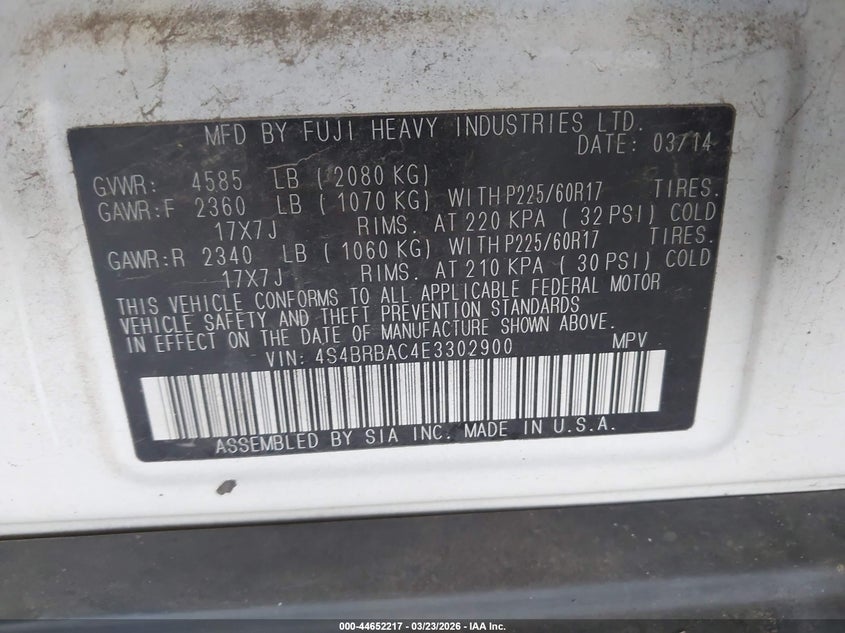 MFD BY FUJI HEAVY INDUSTRIES LTD.
DATE: 03/14
GVWR: 4585 LB ( 2080 KG)
GAWR:F 2360 LB ( 1070 KG) WITH P225/60R17 TIRES.
17X7J RIMS. AT 220 KPA ( 32 PSI) COLD
GAWR:R 2340 LB ( 1060 KG) WITH P225/60R17 TIRES.
17X7J RIMS. AT 210 KPA ( 30 PSI) COLD
THIS VEHICLE CONFORMS TO ALL APPLICABLE FEDERAL MOTOR
VEHICLE SAFETY AND THEFT PREVENTION STANDARDS
IN EFFECT ON THE DATE OF MANUFACTURE SHOWN ABOVE.
VIN: 4S4BRBAC4E3302900 MPV
ASSEMBLED BY SIA INC. MADE IN U.S.A.
000-44652217 - 03/23/2026 - IAA Inc.